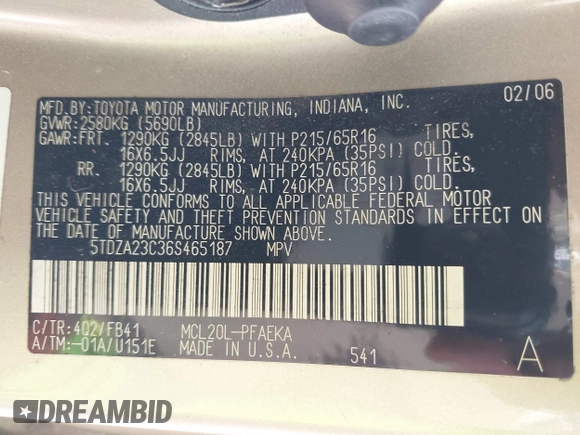 MFD.BY:TOYOTA MOTOR MANUFACTURING, INDIANA, INC. 02/06
GVWR:2580KG (5690LB)
GAWR:FRT. 1290KG (2845LB) WITH P215/65R16 TIRES,
16X6.5JJ RIMS, AT 240KPA (35PSI) COLD.
RR. 1290KG (2845LB) WITH P215/65R16 TIRES,
16X6.5JJ RIMS, AT 240KPA (35PSI) COLD.
THIS VEHICLE CONFORMS TO ALL APPLICABLE FEDERAL MOTOR
VEHICLE SAFETY AND THEFT PREVENTION STANDARDS IN EFFECT ON
THE DATE OF MANUFACTURE SHOWN ABOVE.
5TDZA23C36S465187 MPV
C/TR:4Q2/FB41 MCL20L-PFAEKA
A/TM:-01A/U151E MADE IN U.S.A. 541 A
DREAMBID